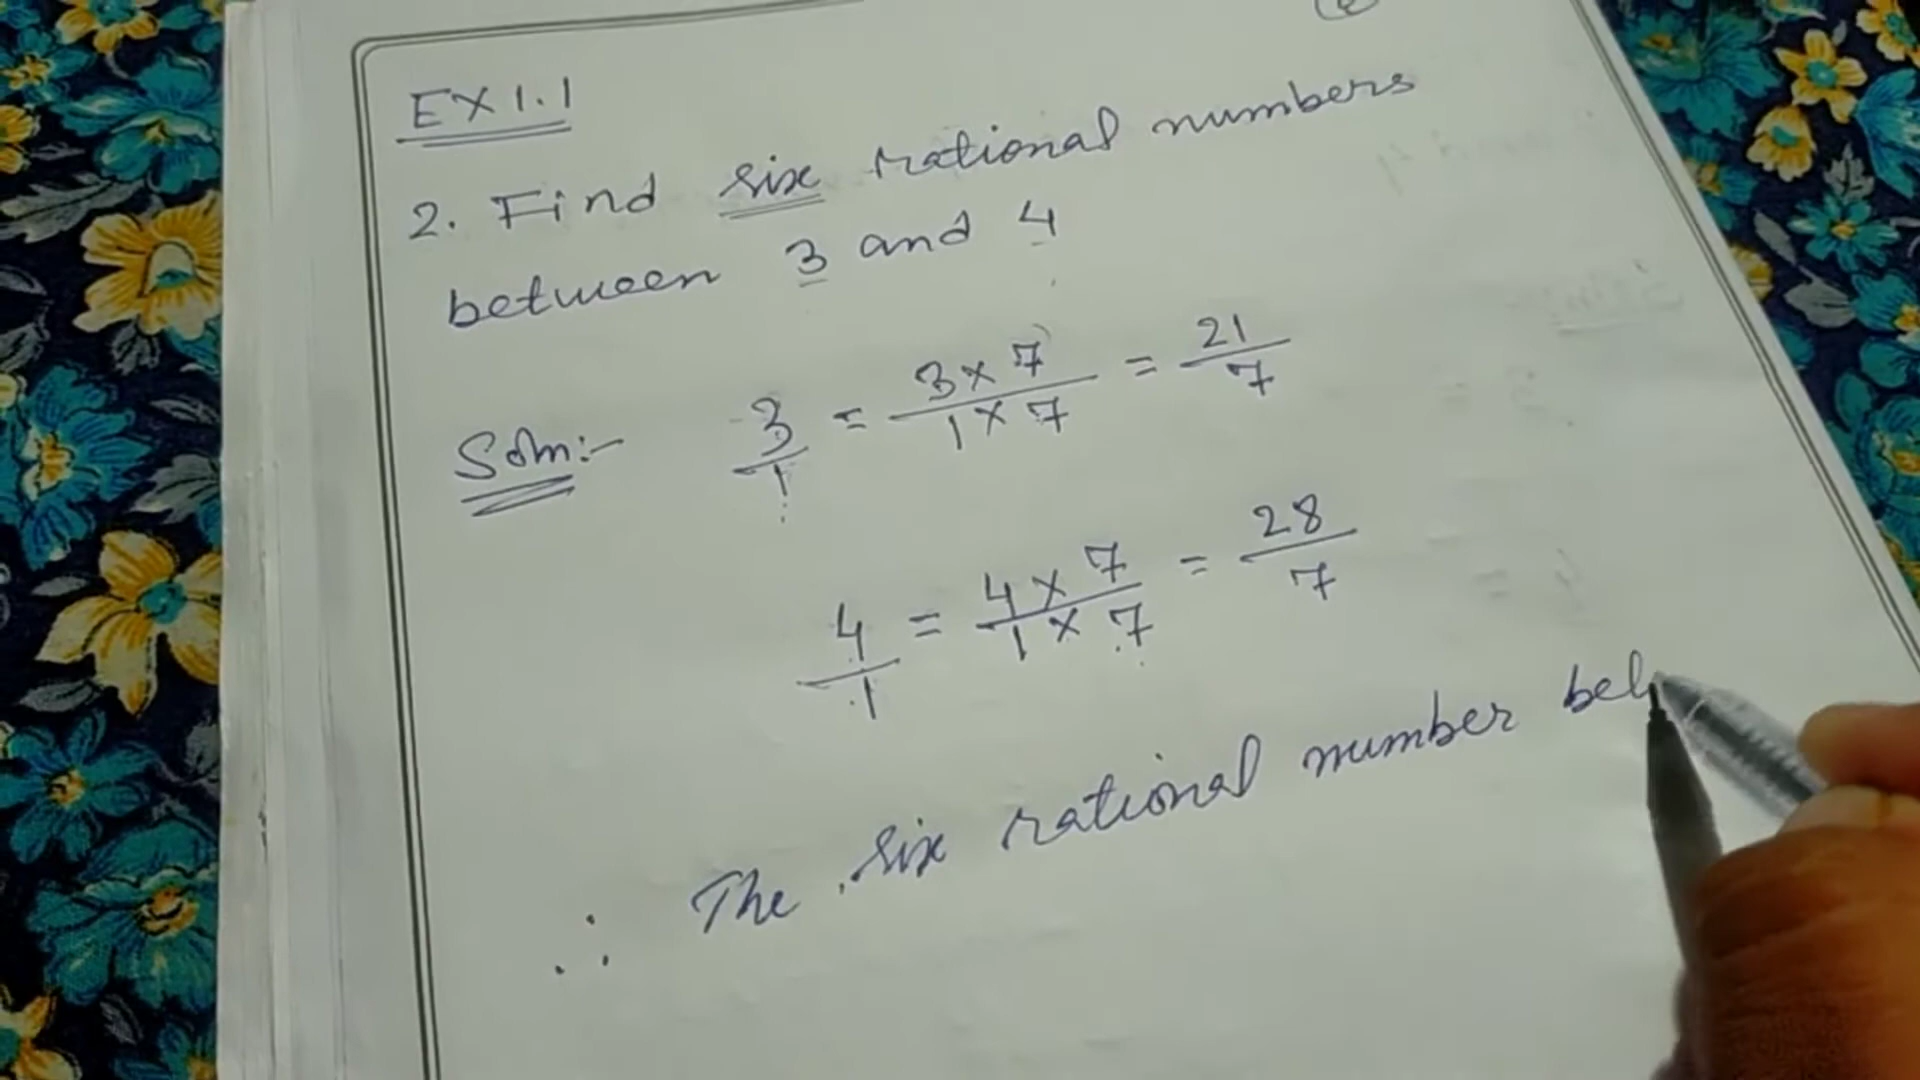 EX 1.1
2. Find six rational numbers
between 3 and 4
Soln:- 3/1 = 3 x 7/1 x 7 = 21/7
4/1 = 4 x 7/1 x 7 = 28/7
∴ The six rational number bet